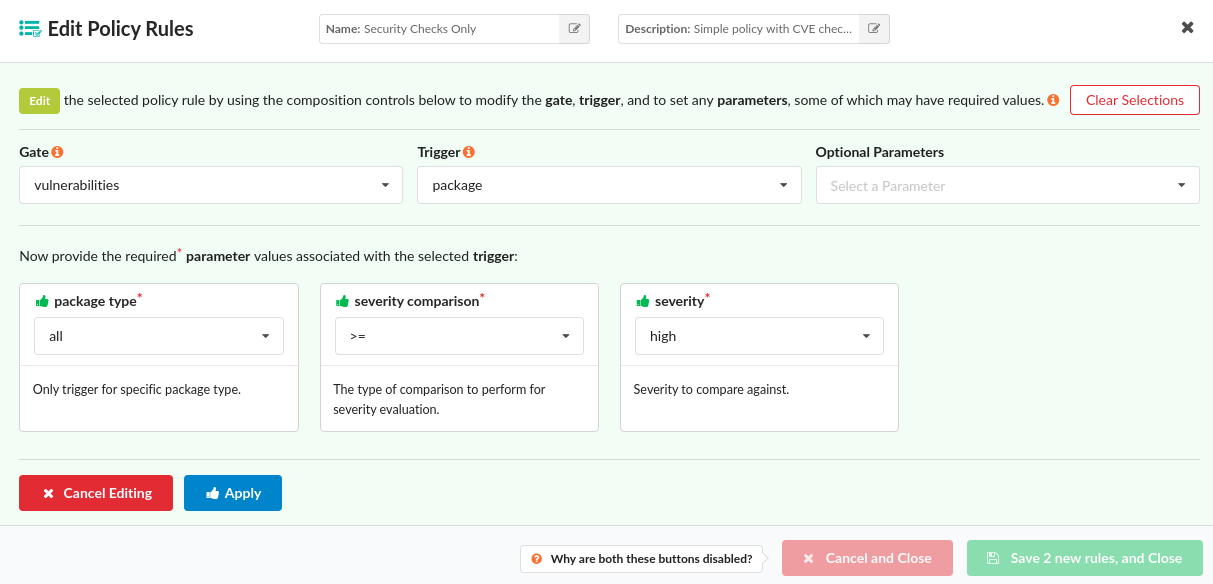 Edit Policy Rules
Name: Security Checks Only
Description: Simple policy with CVE chec...
Edit the selected policy rule by using the composition controls below to modify the gate, trigger, and to set any parameters, some of which may have required values.
Clear Selections
Gate
Trigger
Optional Parameters
vulnerabilities
package
Select a Parameter
Now provide the required* parameter values associated with the selected trigger:
package type*
severity comparison*
severity*
all
>=
high
Only trigger for specific package type.
The type of comparison to perform for
severity evaluation.
Severity to compare against.
Cancel Editing
Apply
Why are both these buttons disabled?
Cancel and Close
Save 2 new rules, and Close